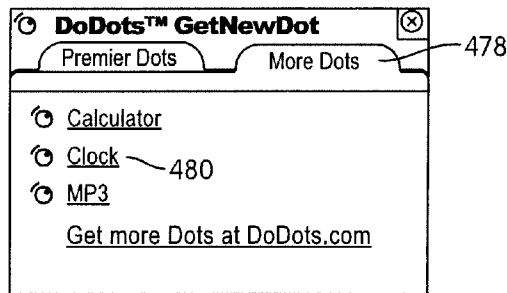 DoDots™ GetNewDot
Premier Dots More Dots 478
Calculator
Clock 480
MP3
Get more Dots at DoDots.com